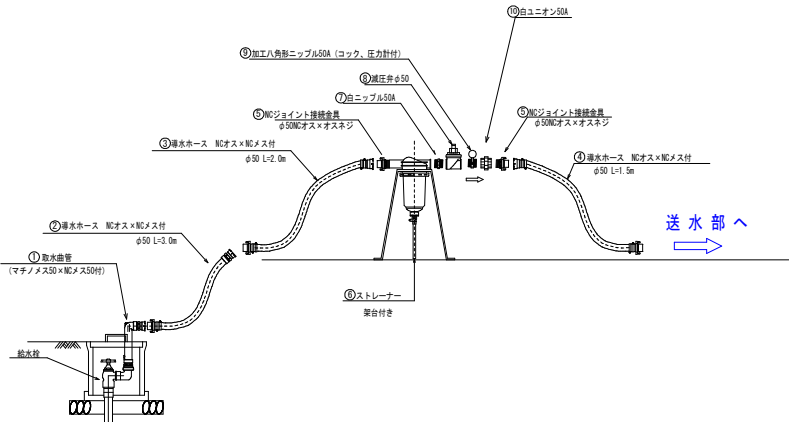 ⑩白ユニオン50A
⑨加工八角形ニップル50A (コック、圧力計付)
⑧減圧弁φ50
⑦白ニップル50A
⑤NCジョイント接続金具
φ50NCオス×オスネジ
⑤NCジョイント接続金具
φ50NCオス×オスネジ
③導水ホース NCオス×NCメス付
φ50 L=2.0m
④導水ホース NCオス×NCメス付
φ50 L=1.5m
②導水ホース NCオス×NCメス付
φ50 L=3.0m
送水部へ
①取水曲管
(マチノメス50×NCメス50付)
⑥ストレーナー
架台付き
給水栓